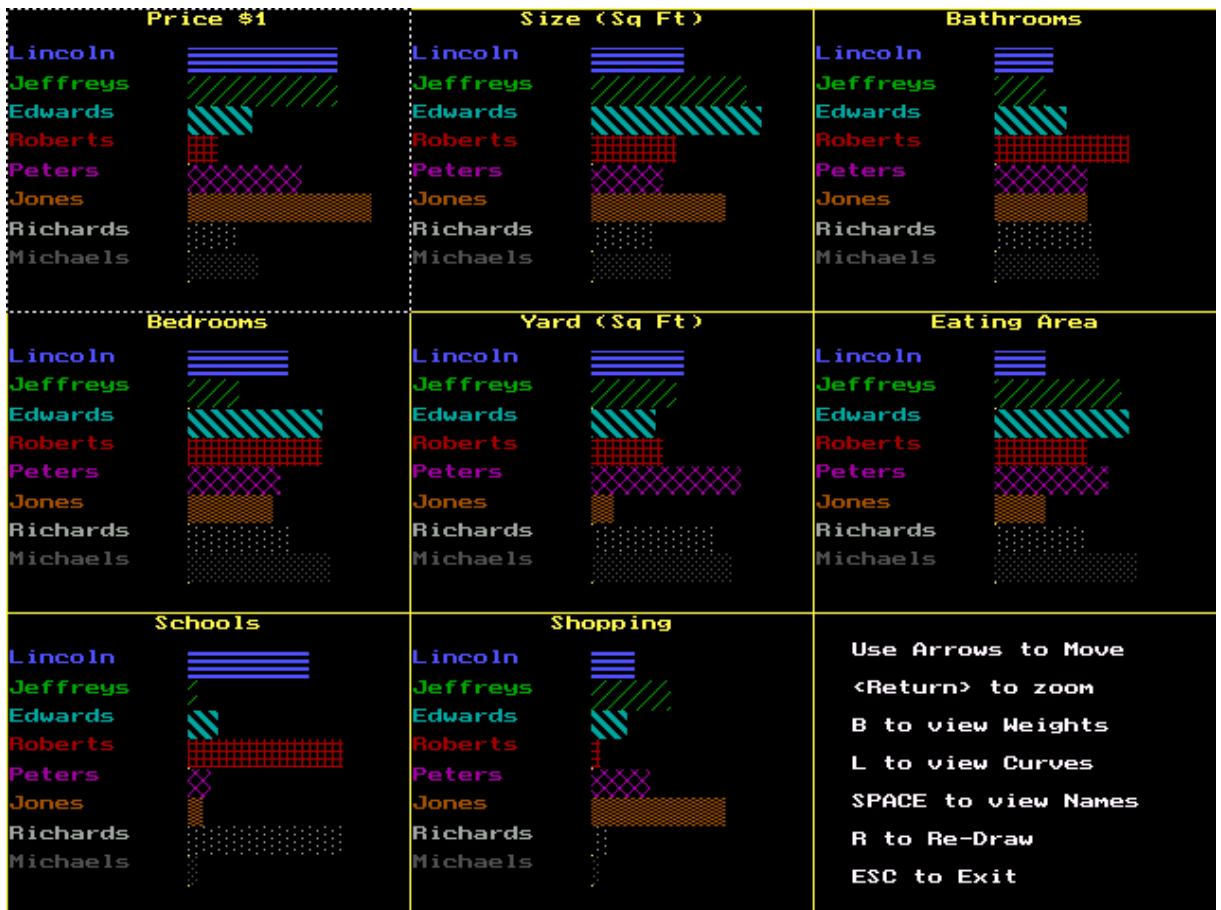 Price $1
Lincoln
Jeffreys
Edwards
Roberts
Peters
Jones
Richards
Michaels
Size (Sq Ft)
Lincoln
Jeffreys
Edwards
Roberts
Peters
Jones
Richards
Michaels
Bathrooms
Lincoln
Jeffreys
Edwards
Roberts
Peters
Jones
Richards
Michaels
Bedrooms
Lincoln
Jeffreys
Edwards
Roberts
Peters
Jones
Richards
Michaels
Yard (Sq Ft)
Lincoln
Jeffreys
Edwards
Roberts
Peters
Jones
Richards
Michaels
Eating Area
Lincoln
Jeffreys
Edwards
Roberts
Peters
Jones
Richards
Michaels
Schools
Lincoln
Jeffreys
Edwards
Roberts
Peters
Jones
Richards
Michaels
Shopping
Lincoln
Jeffreys
Edwards
Roberts
Peters
Jones
Richards
Michaels
Use Arrows to Move
<Return> to zoom
B to view Weights
L to view Curves
SPACE to view Names
R to Re-Draw
ESC to Exit